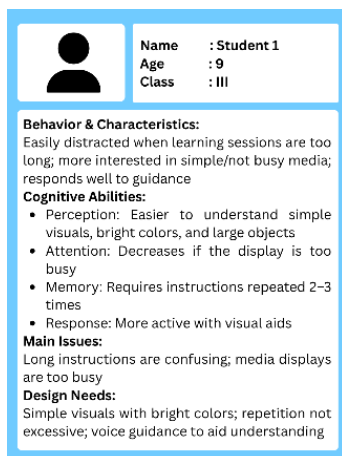 Name : Student 1
Age : 9
Class : III
Behavior & Characteristics:
Easily distracted when learning sessions are too
long; more interested in simple/not busy media;
responds well to guidance
Cognitive Abilities:
• Perception: Easier to understand simple
visuals, bright colors, and large objects
• Attention: Decreases if the display is too
busy
• Memory: Requires instructions repeated 2–3
times
• Response: More active with visual aids
Main Issues:
Long instructions are confusing; media displays
are too busy
Design Needs:
Simple visuals with bright colors; repetition not
excessive; voice guidance to aid understanding